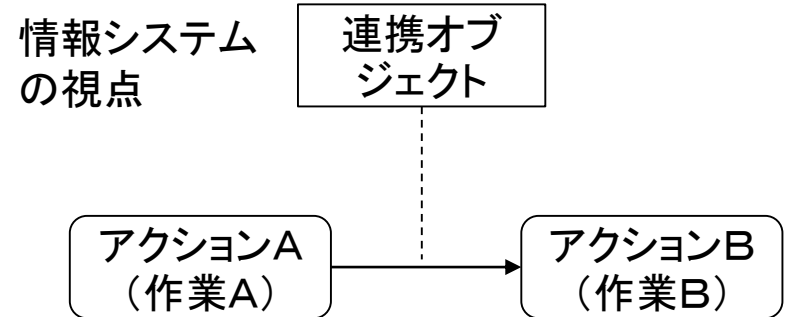 情報システム
の視点
連携オブ
ジェクト
アクションＡ
（作業Ａ）
アクションＢ
（作業Ｂ）